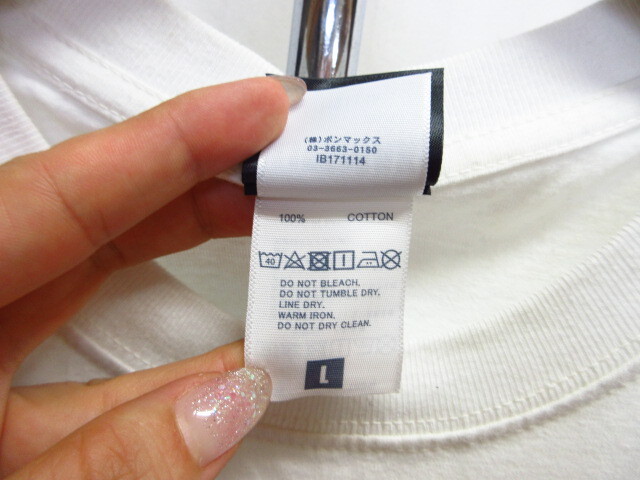 (株)ボンマックス
03-3663-0150
IB171114
100% COTTON
40
DO NOT BLEACH.
DO NOT TUMBLE DRY.
LINE DRY.
WARM IRON.
DO NOT DRY CLEAN.
L